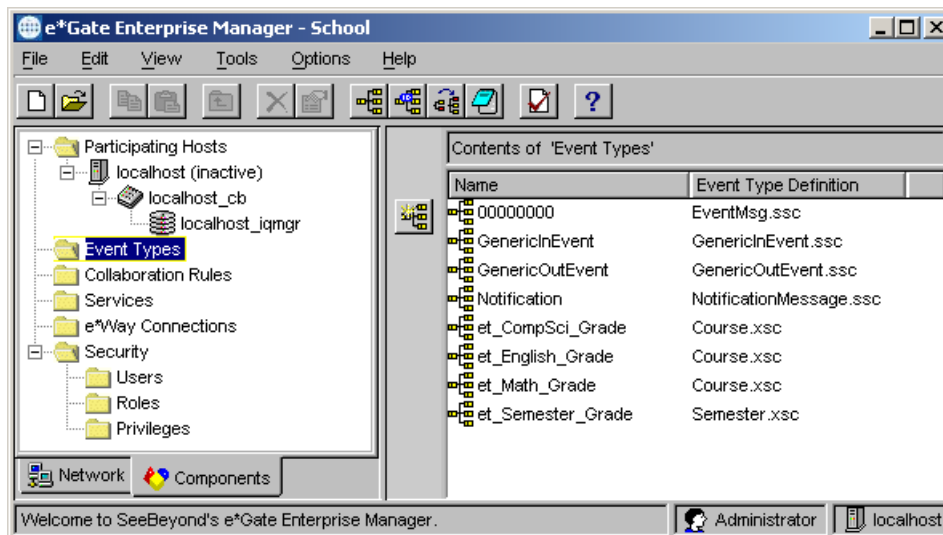 e*Gate Enterprise Manager - School
File Edit View Tools Options Help
Participating Hosts
localhost (inactive)
localhost_cb
localhost_iqmgr
Event Types
Collaboration Rules
Services
e*Way Connections
Security
Users
Roles
Privileges
Network Components
Contents of 'Event Types'
Name Event Type Definition
00000000 EventMsg.ssc
GenericInEvent GenericInEvent.ssc
GenericOutEvent GenericOutEvent.ssc
Notification NotificationMessage.ssc
et_CompSci_Grade Course.xsc
et_English_Grade Course.xsc
et_Math_Grade Course.xsc
et_Semester_Grade Semester.xsc
Welcome to SeeBeyond's e*Gate Enterprise Manager. Administrator localhost